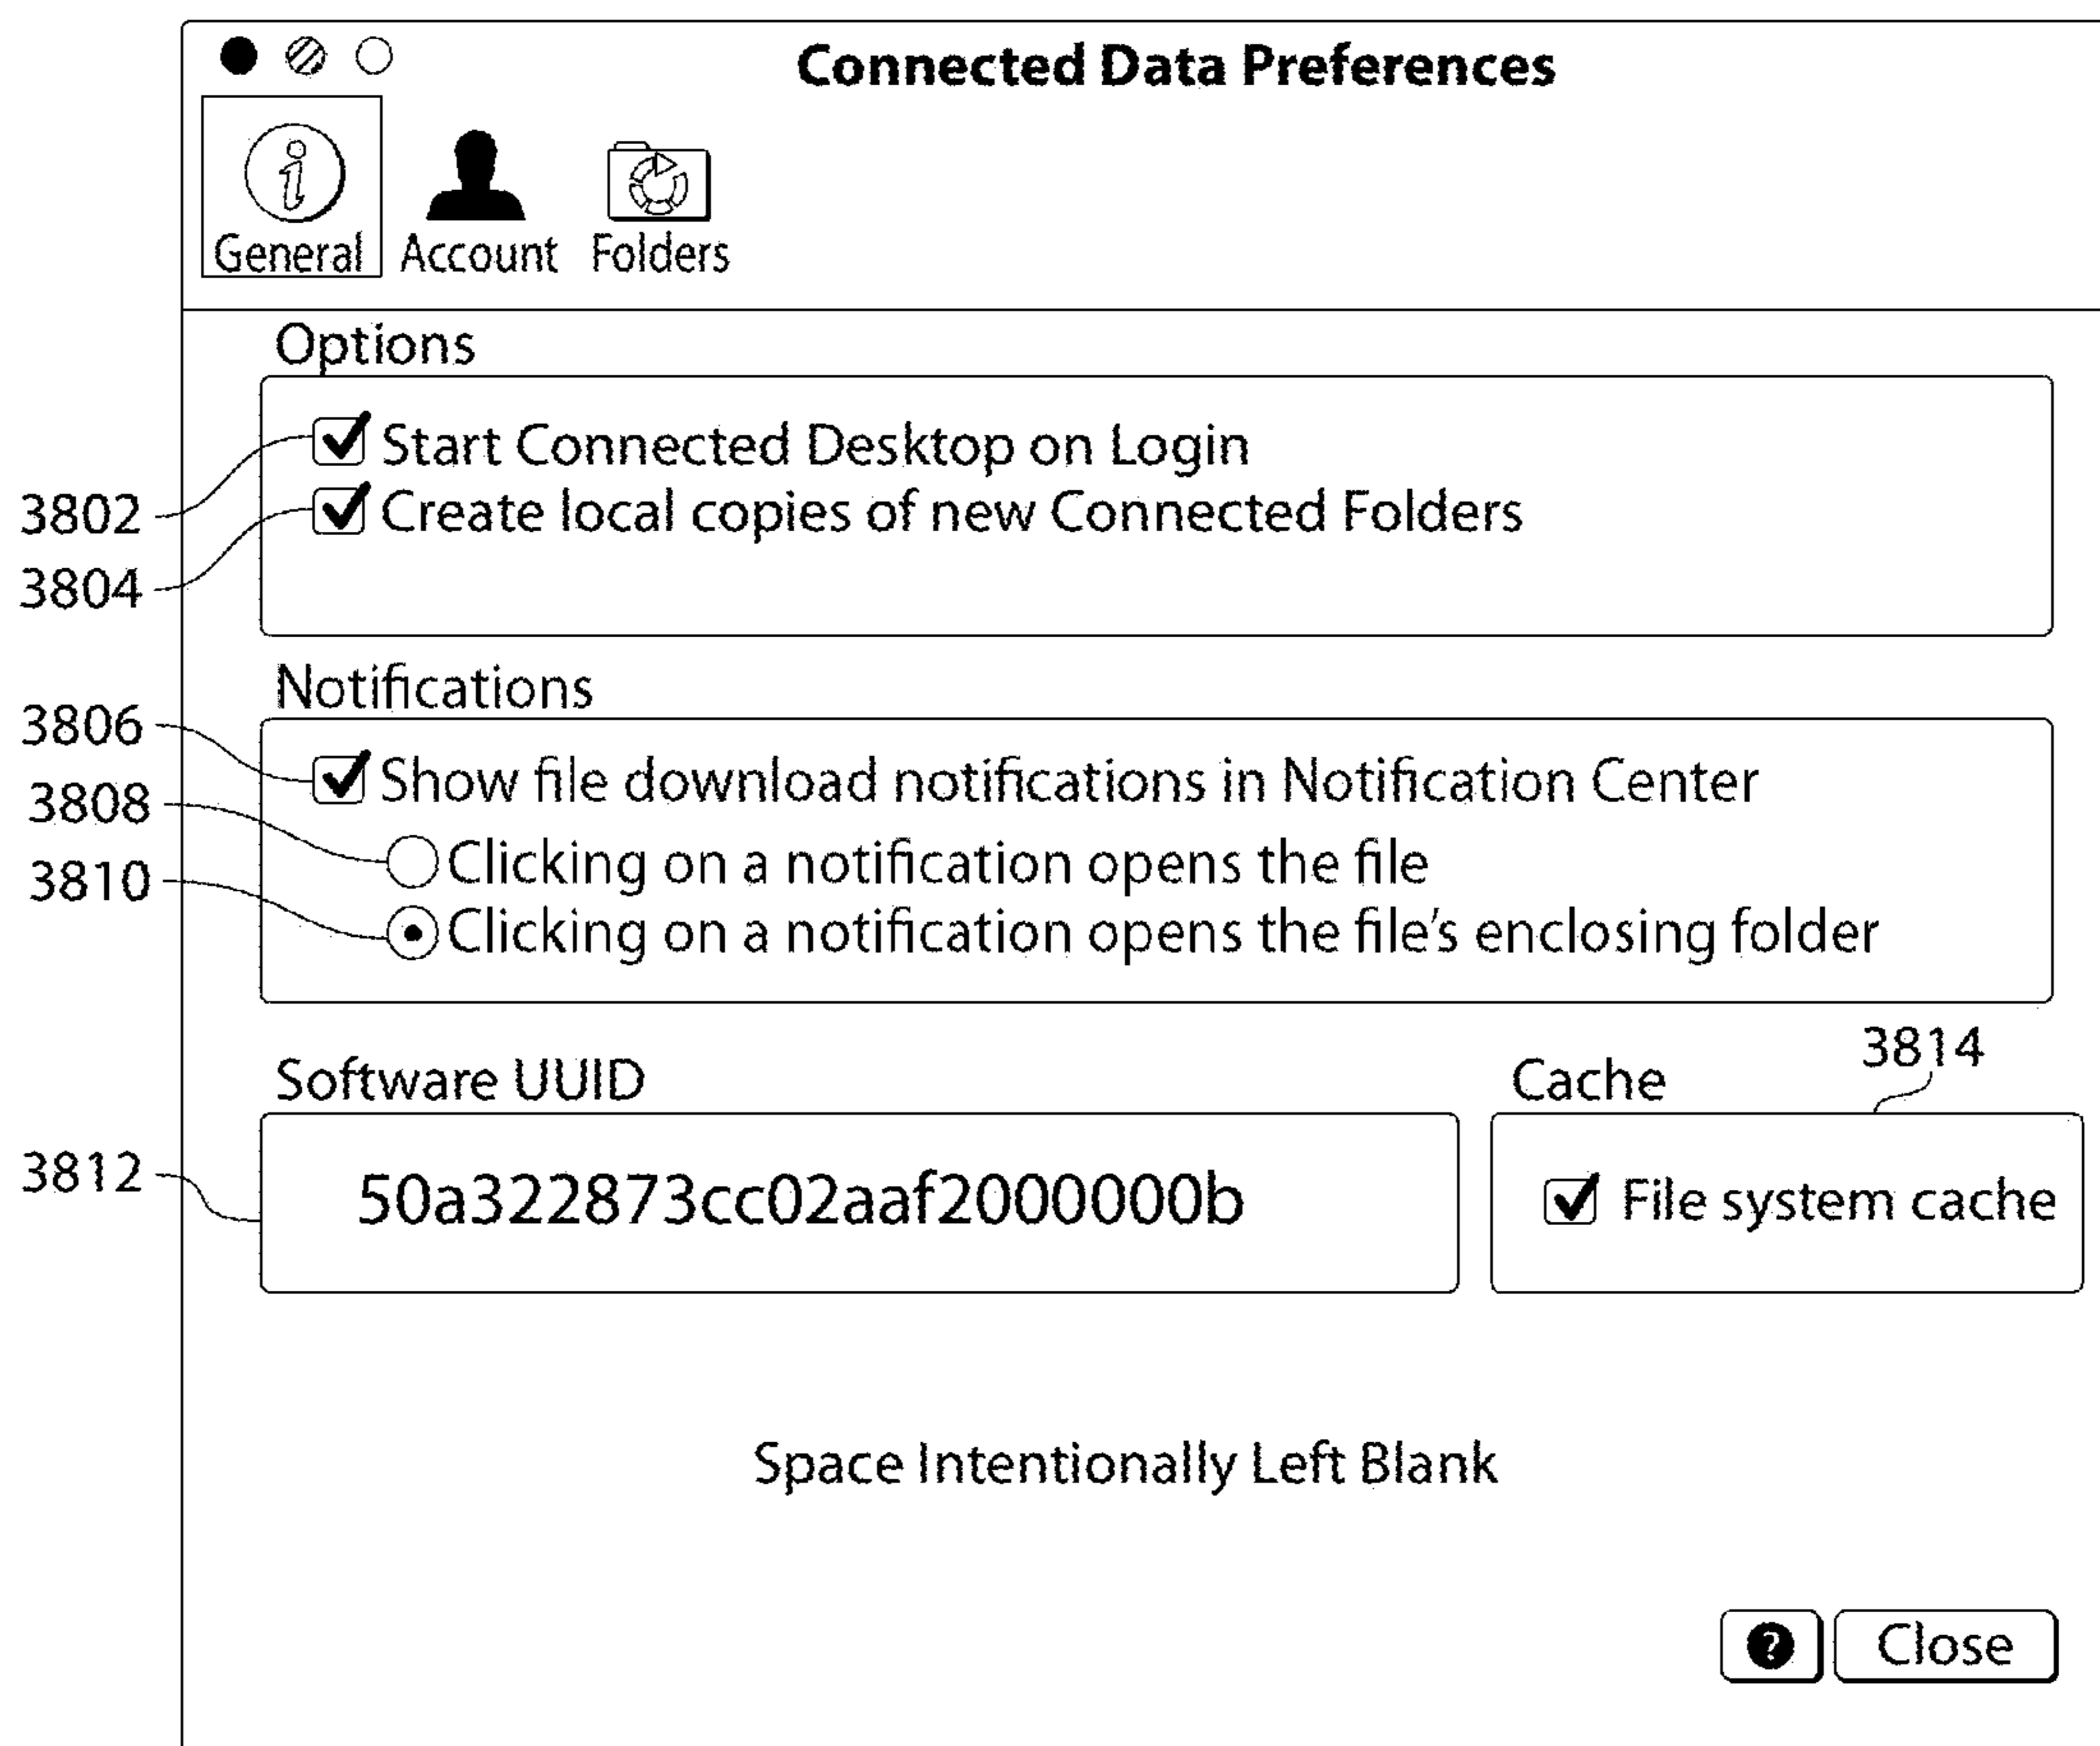 Connected Data Preferences
General Account Folders
Options
Start Connected Desktop on Login
3802
Create local copies of new Connected Folders
3804
Notifications
3806
Show file download notifications in Notification Center
3808
Clicking on a notification opens the file
3810
Clicking on a notification opens the file's enclosing folder
3814
Software UUID
Cache
3812
50a322873cc02aaf2000000b
File system cache
Space Intentionally Left Blank
? Close